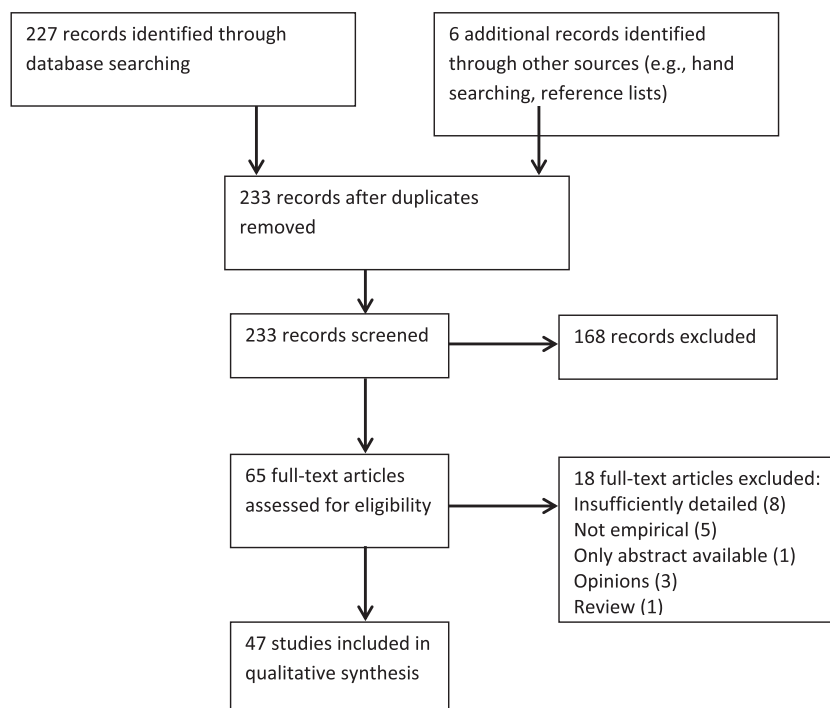 227 records identified through
database searching
6 additional records identified
through other sources (e.g., hand
searching, reference lists)
233 records after duplicates
removed
233 records screened
168 records excluded
65 full-text articles
assessed for eligibility
18 full-text articles excluded:
Insufficiently detailed (8)
Not empirical (5)
Only abstract available (1)
Opinions (3)
Review (1)
47 studies included in
qualitative synthesis